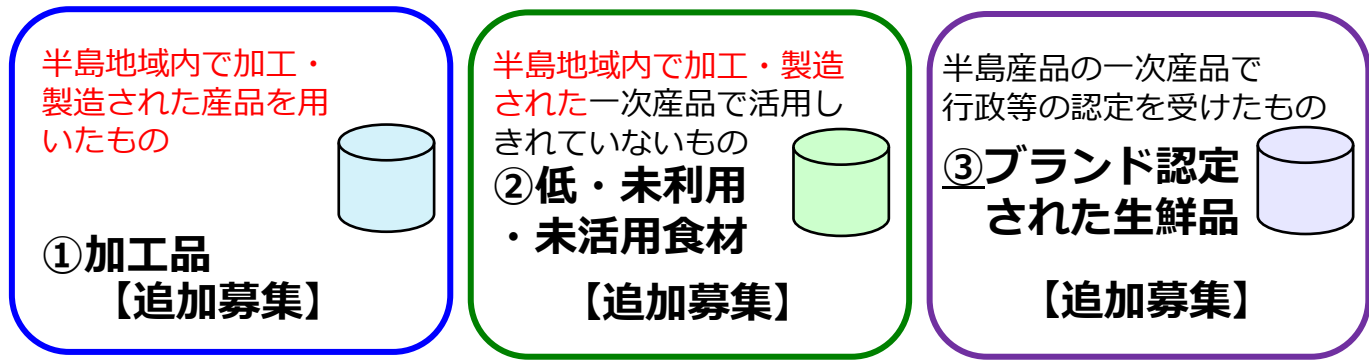 半島地域内で加工・
製造された産品を用
いたもの
①加工品
【追加募集】
半島地域内で加工・製造
された一次産品で活用し
きれていないもの
②低・未利用
・未活用食材
【追加募集】
半島産品の一次産品で
行政等の認定を受けたもの
③ブランド認定
された生鮮品
【追加募集】